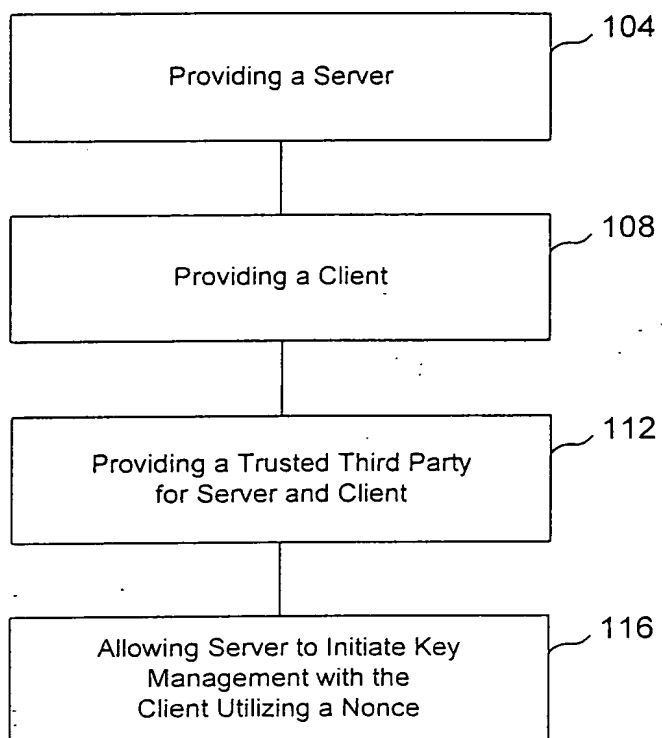 104
Providing a Server
108
Providing a Client
112
Providing a Trusted Third Party
for Server and Client
116
Allowing Server to Initiate Key
Management with the
Client Utilizing a Nonce